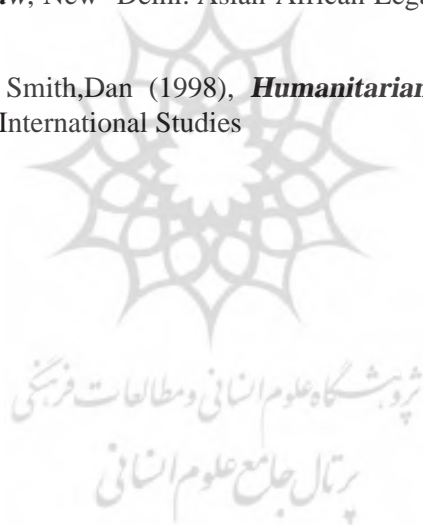 w, New Delhi: Asian African Lega
Smith,Dan (1998), Humanitarian
International Studies
پژوهشگاه علوم انسانی و مطالعات فرهنگی
پرتال جامع علوم انسانی